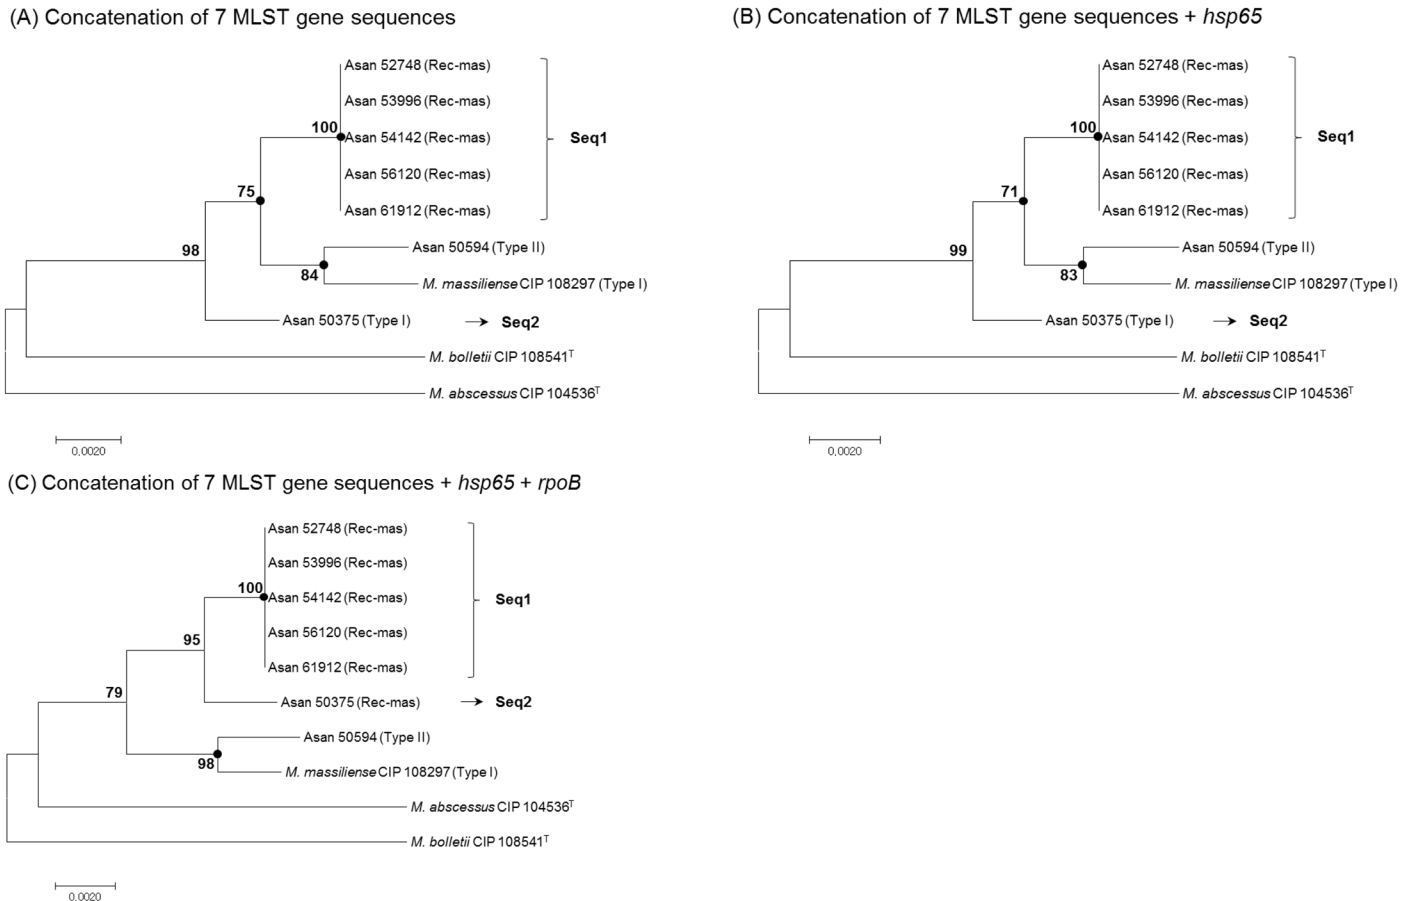 (A) Concatenation of 7 MLST gene sequences
Asan 52748 (Rec-mas)
Asan 53996 (Rec-mas)
100
Asan 54142 (Rec-mas)
Seq1
Asan 56120 (Rec-mas)
75
Asan 61912 (Rec-mas)
98
Asan 50594 (Type II)
84
M. massiliense CIP 108297 (Type I)
Asan 50375 (Type I)
Seq2
M. bolletii CIP 108541T
M. abscessus CIP 104536T
0.0020
(B) Concatenation of 7 MLST gene sequences + hsp65
Asan 52748 (Rec-mas)
Asan 53996 (Rec-mas)
100
Asan 54142 (Rec-mas)
Seq1
Asan 56120 (Rec-mas)
71
Asan 61912 (Rec-mas)
99
Asan 50594 (Type II)
83
M. massiliense CIP 108297 (Type I)
Asan 50375 (Type I)
Seq2
M. bolletii CIP 108541T
M. abscessus CIP 104536T
0.0020
(C) Concatenation of 7 MLST gene sequences + hsp65 + rpoB
Asan 52748 (Rec-mas)
Asan 53996 (Rec-mas)
100
Asan 54142 (Rec-mas)
Seq1
Asan 56120 (Rec-mas)
95
Asan 61912 (Rec-mas)
79
Asan 50375 (Rec-mas)
Seq2
Asan 50594 (Type II)
98
M. massiliense CIP 108297 (Type I)
M. abscessus CIP 104536T
M. bolletii CIP 108541T
0.0020